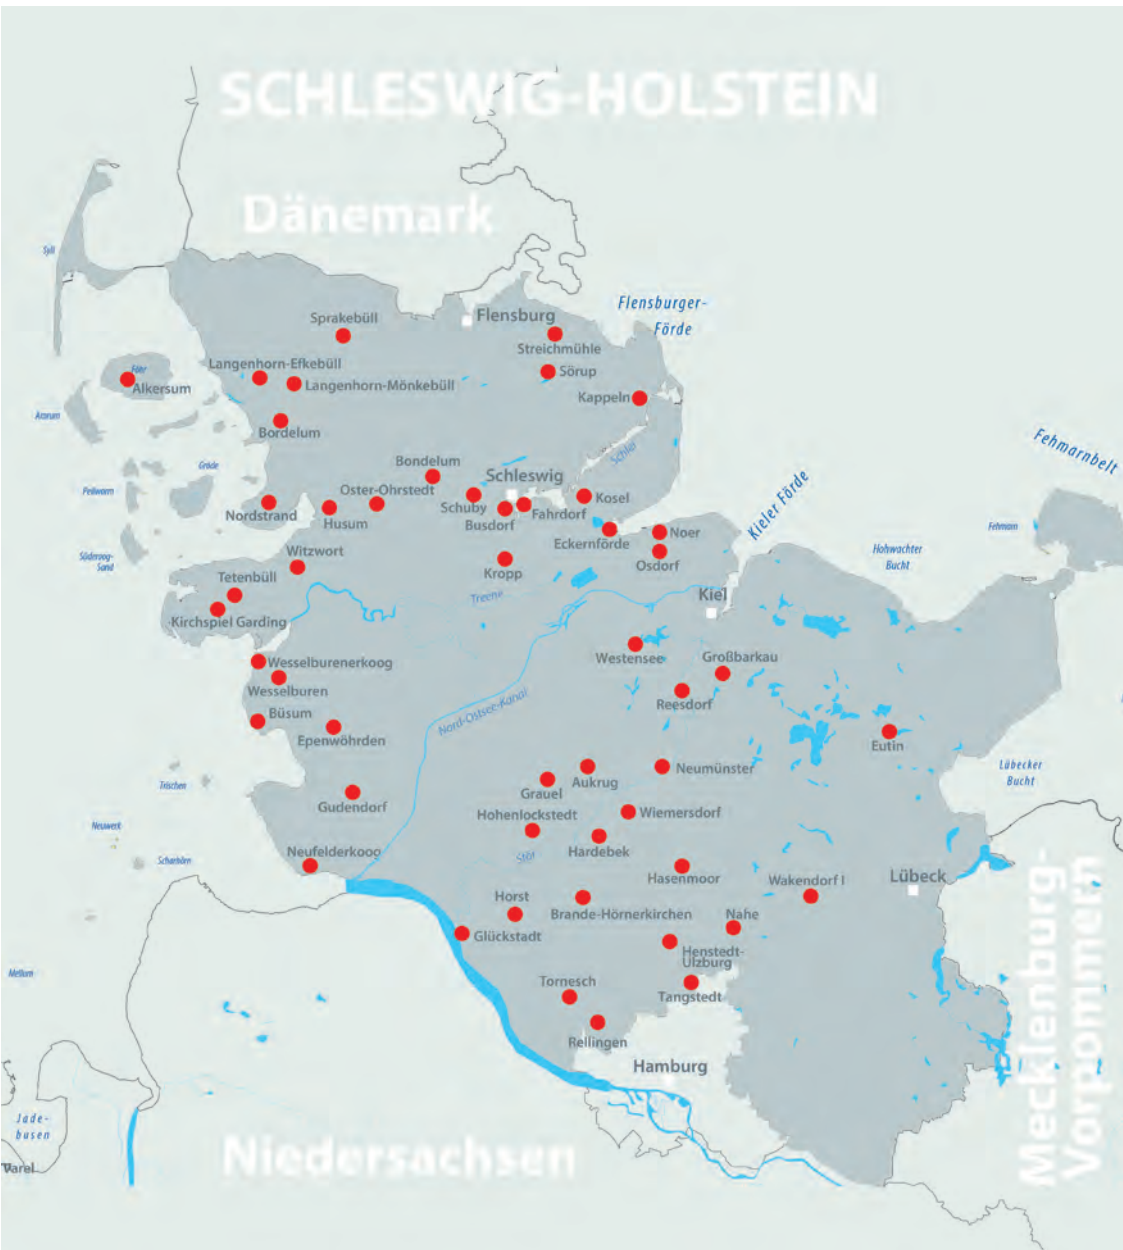 SCHLESWIG-HOLSTEIN
Dänemark
Sylt
Flensburger-
Förde
Sprakebüll
Flensburg
Streichmühle
Langenhorn-Efkebüll
Föhr
Sörup
Alkersum
Langenhorn-Mönkebüll
Kappeln
Amrum
Bordelum
Fehmarnbelt
Schlei
Gröde
Bondelum
Schleswig
Kieler Förde
Pellworm
Oster-Ohrstedt
Kosel
Nordstrand
Husum
Schuby
Fahrdorf
Busdorf
Fehmarn
Noer
Eckernförde
Hohwachter
Bucht
Süderoog-
Sand
Witzwort
Osdorf
Kropp
Tetenbüll
Treene
Kiel
Kirchspiel Garding
Westensee
Großbarkau
Wesselburenerkoog
Wesselburen
Reesdorf
Nord-Ostsee-Kanal
Büsum
Epenwöhrden
Eutin
Lübecker
Bucht
Neumünster
Aukrug
Trischen
Grauel
Gudendorf
Hohenlockstedt
Wiemersdorf
Neuwerk
Hardebek
Neufelderkoog
Stör
Scharhörn
Hasenmoor
Wakendorf I
Lübeck
Mecklenburg-
Vorpommern
Horst
Brande-Hörnerkirchen
Nahe
Glückstadt
Henstedt-
Ulzburg
Mellum
Tornesch
Tangstedt
Rellingen
Hamburg
Jade-
busen
Niedersachsen
Varel